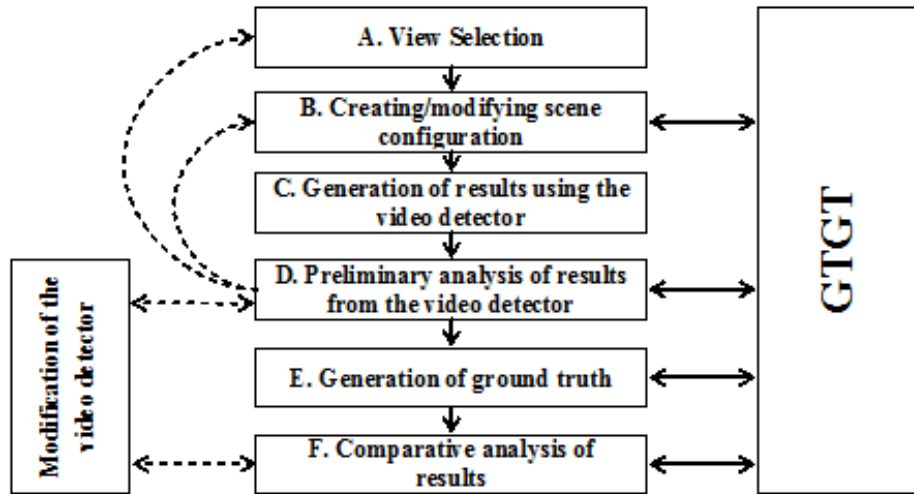 A. View Selection
B. Creating/modifying scene
configuration
C. Generation of results using the
video detector
D. Preliminary analysis of results
from the video detector
E. Generation of ground truth
F. Comparative analysis of
results
Modification of the
video detector
GTGT